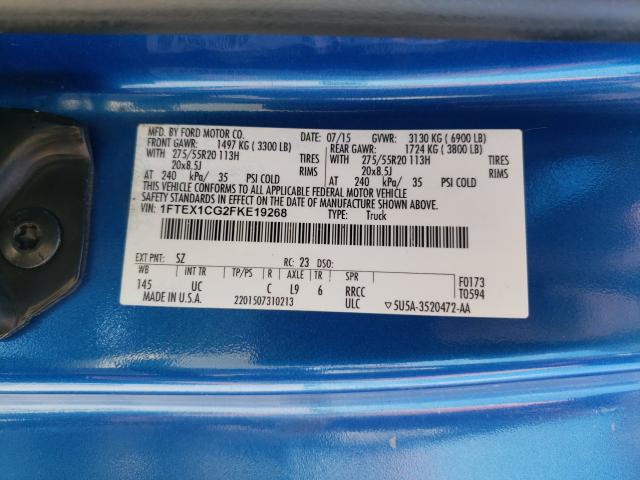 MFD. BY FORD MOTOR CO. DATE: 07/15 GVWR: 3130 KG (6900 LB)
FRONT GAWR: 1497 KG (3300 LB) REAR GAWR: 1724 KG (3800 LB)
WITH 275/55R20 113H TIRES WITH 275/55R20 113H TIRES
20x8.5J RIMS 20x8.5J RIMS
AT 240 kPa/ 35 PSI COLD AT 240 kPa/ 35 PSI COLD
THIS VEHICLE CONFORMS TO ALL APPLICABLE FEDERAL MOTOR VEHICLE
SAFETY STANDARDS IN EFFECT ON THE DATE OF MANUFACTURE SHOWN ABOVE.
VIN: 1FTEX1CG2FKE19268 TYPE: Truck
EXT PNT: SZ RC: 23 DSO:
WB INT TR TP/PS R AXLE TR SPR F0173
145 UC C L9 6 RRCC T0594
MADE IN U.S.A. 2201507310213 ULC ▽5U5A-3520472-AA